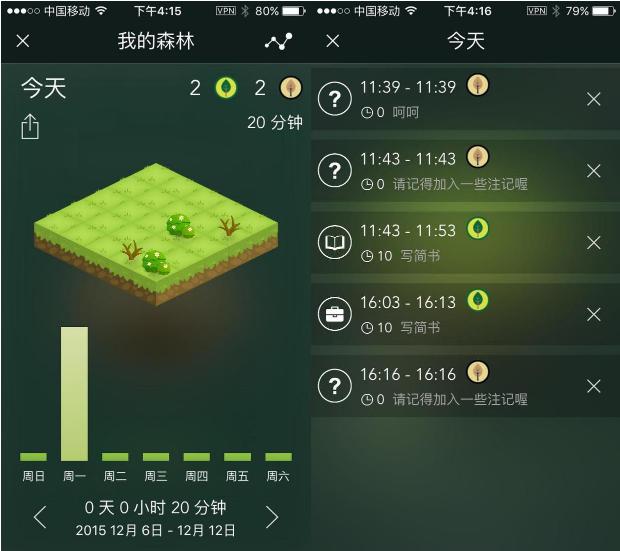 中国移动 下午4:15 VPN 80%
我的森林
今天 2 2
20 分钟
周日 周一 周二 周三 周四 周五 周六
0 天 0 小时 20 分钟
2015 12月 6日 - 12月 12日
中国移动 下午4:16 VPN 79%
今天
11:39 - 11:39
0 呵呵
11:43 - 11:43
0 请记得加入一些注记喔
11:43 - 11:53
10 写简书
16:03 - 16:13
10 写简书
16:16 - 16:16
0 请记得加入一些注记喔